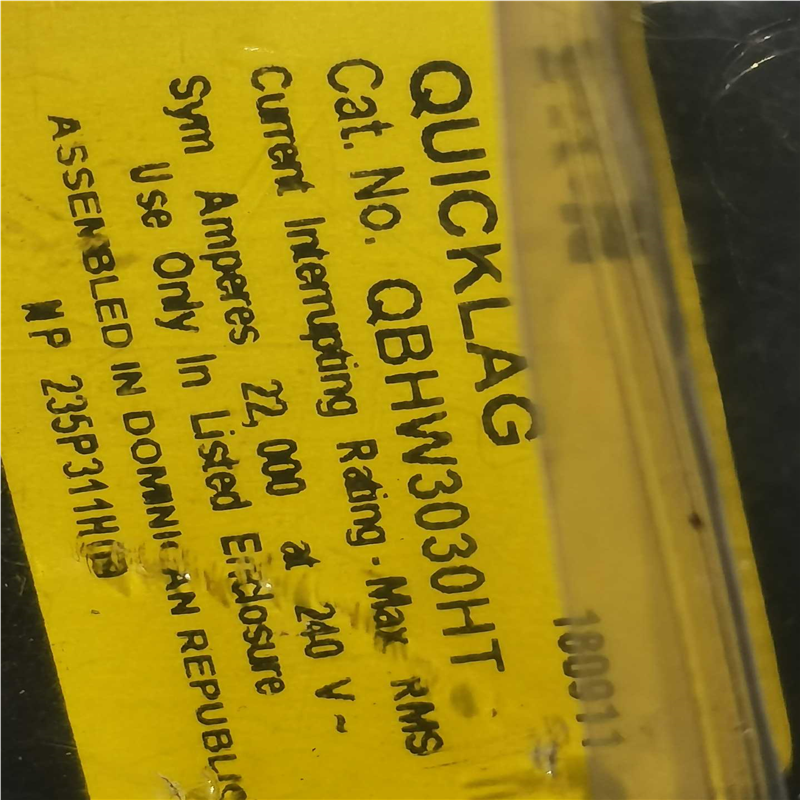 QUICKLAG
Cat. No. QBHW3030HT
Current Interrupting Rating - Max RMS
Sym Amperes 22,000 at 240 V~
Use Only In Listed Enclosure
ASSEMBLED IN DOMINICAN REPUBLIC
NP
180911